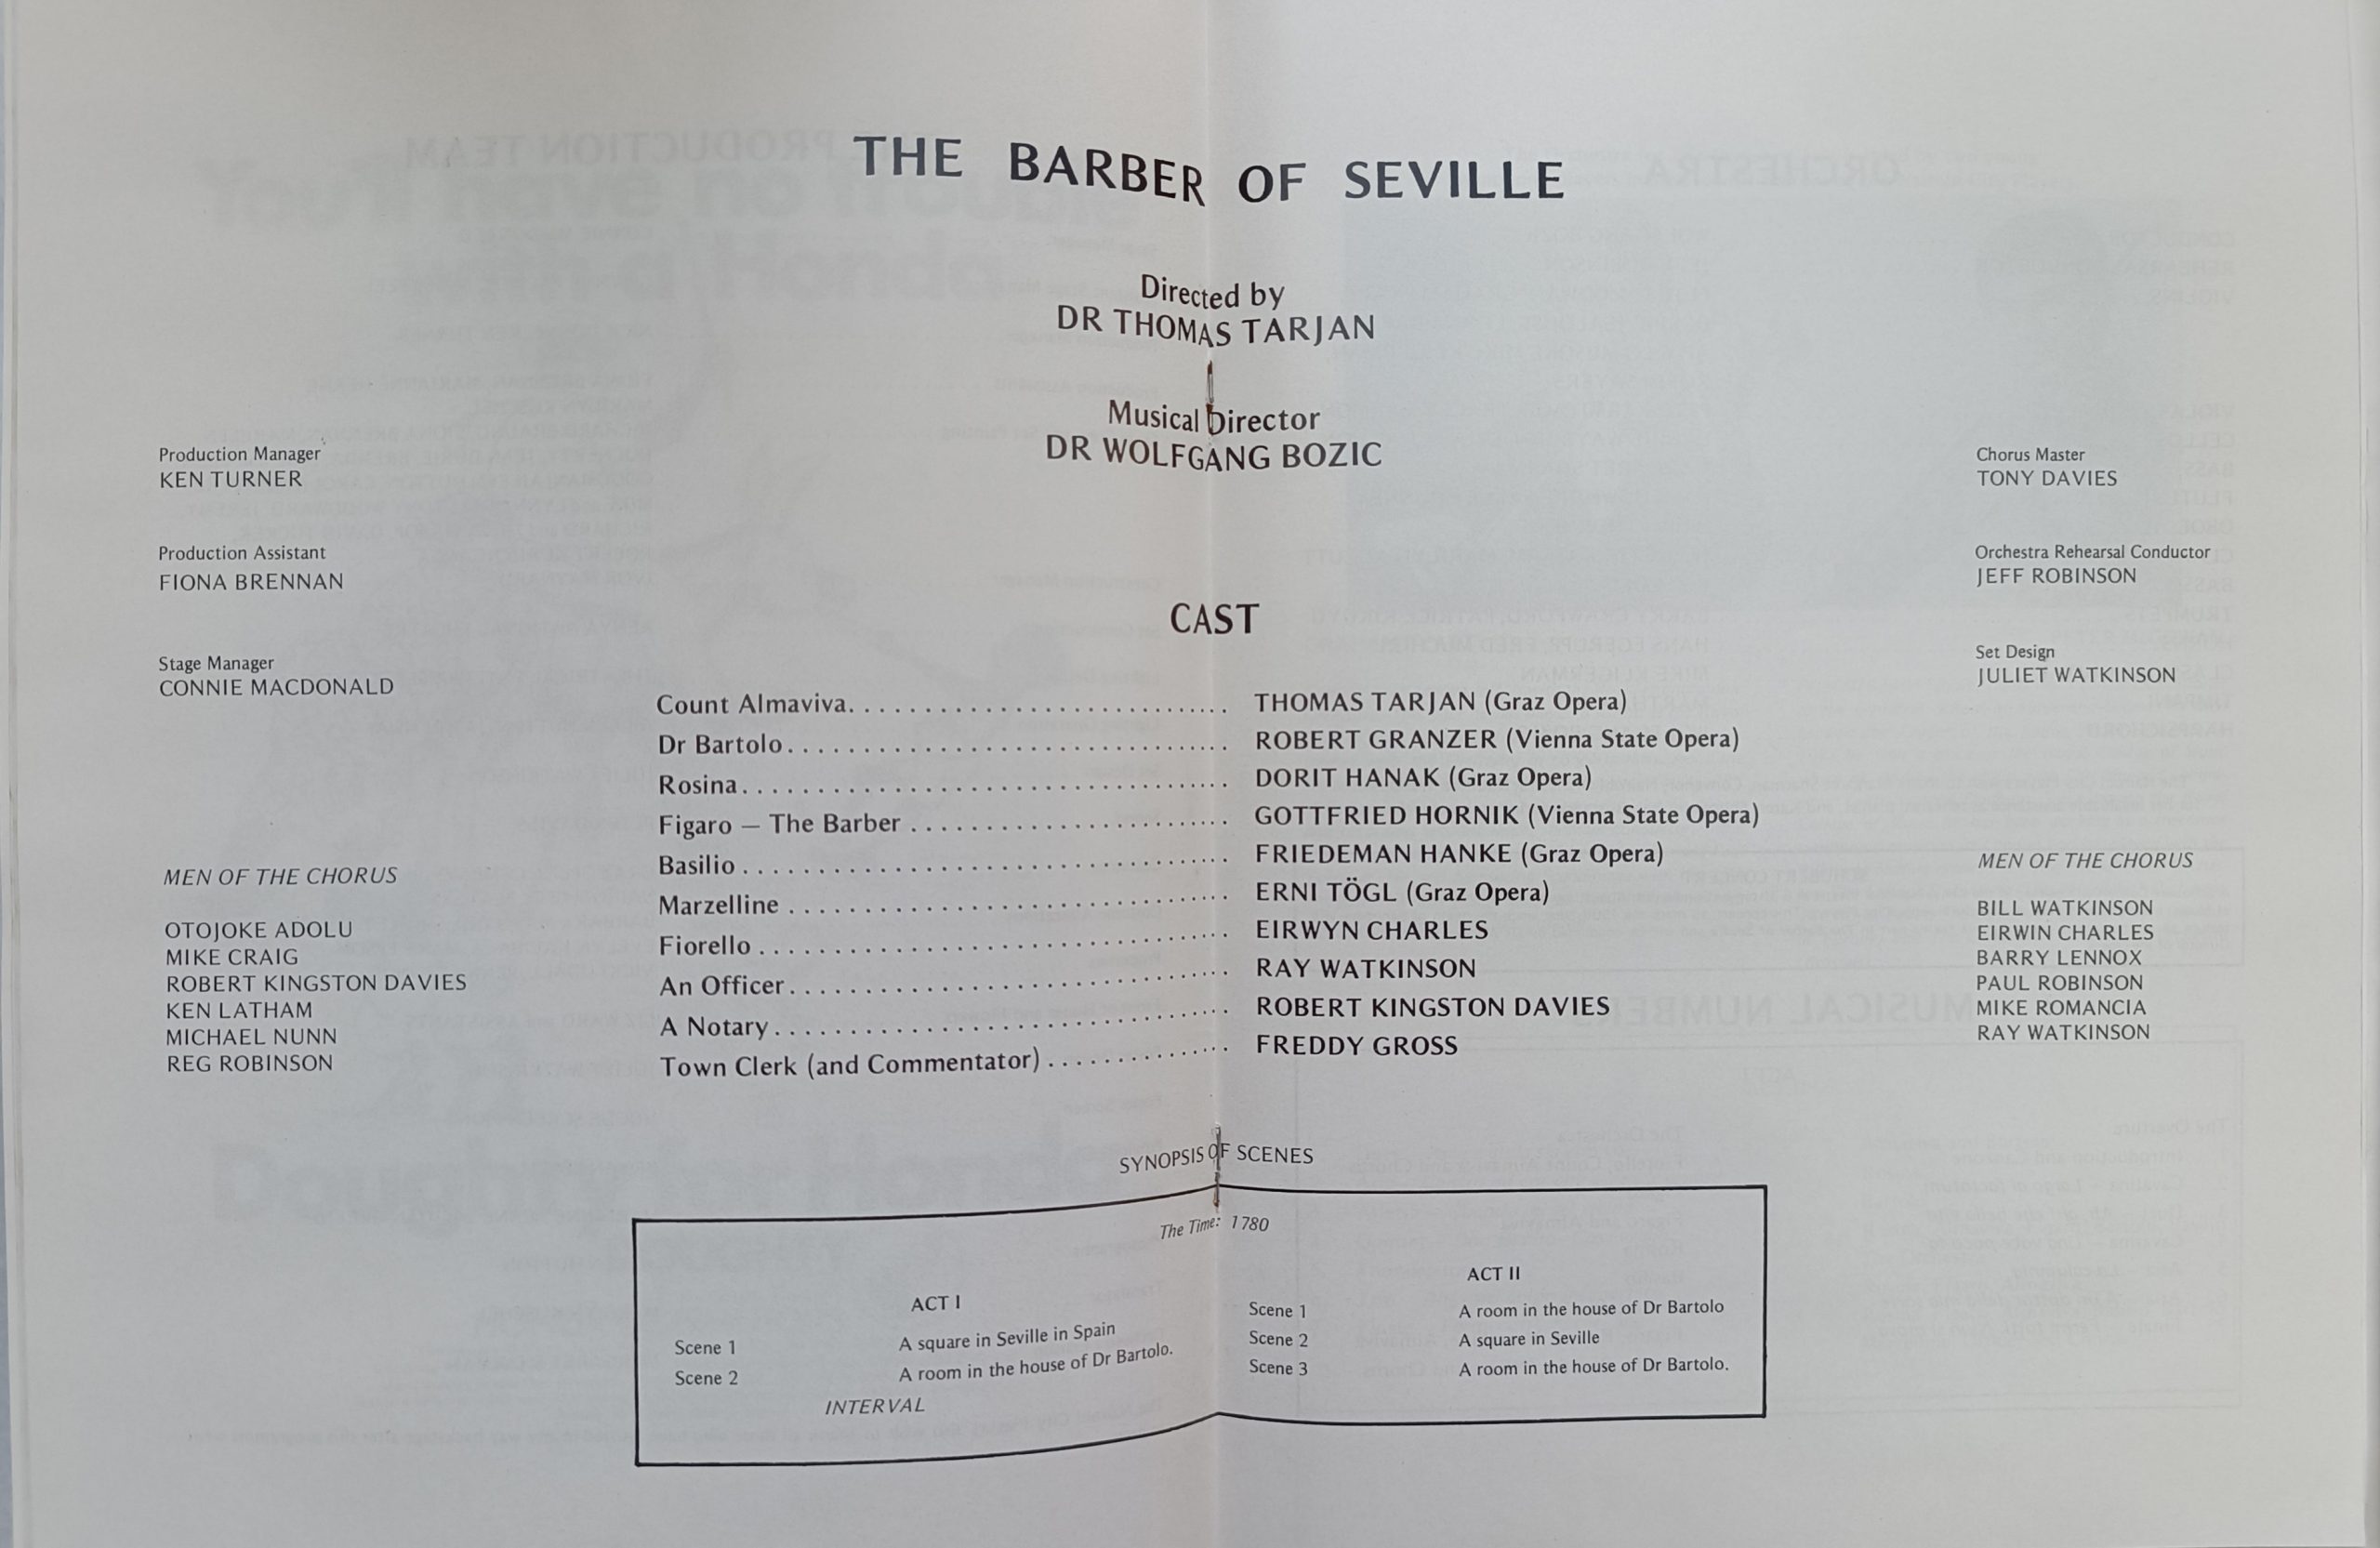 THE BARBER OF SEVILLE
Directed by
DR THOMAS TARJAN
Musical Director
DR WOLFGANG BOZIC
Production Manager
KEN TURNER
Production Assistant
FIONA BRENNAN
Stage Manager
CONNIE MACDONALD
Chorus Master
TONY DAVIES
Orchestra Rehearsal Conductor
JEFF ROBINSON
Set Design
JULIET WATKINSON
CAST
Count Almaviva. . . . . . . . . . . . . . . . . . . . . . . . . THOMAS TARJAN (Graz Opera)
Dr Bartolo. . . . . . . . . . . . . . . . . . . . . . . . . . . . . ROBERT GRANZER (Vienna State Opera)
Rosina. . . . . . . . . . . . . . . . . . . . . . . . . . . . . . . . DORIT HANAK (Graz Opera)
Figaro — The Barber . . . . . . . . . . . . . . . . . . . . . GOTTFRIED HORNIK (Vienna State Opera)
Basilio . . . . . . . . . . . . . . . . . . . . . . . . . . . . . . . . FRIEDEMAN HANKE (Graz Opera)
Marzelline . . . . . . . . . . . . . . . . . . . . . . . . . . . . . ERNI TÖGL (Graz Opera)
Fiorello . . . . . . . . . . . . . . . . . . . . . . . . . . . . . . . EIRWYN CHARLES
An Officer. . . . . . . . . . . . . . . . . . . . . . . . . . . . . RAY WATKINSON
A Notary. . . . . . . . . . . . . . . . . . . . . . . . . . . . . . ROBERT KINGSTON DAVIES
Town Clerk (and Commentator) . . . . . . . . . . . . FREDDY GROSS
MEN OF THE CHORUS
OTOJOKE ADOLU
MIKE CRAIG
ROBERT KINGSTON DAVIES
KEN LATHAM
MICHAEL NUNN
REG ROBINSON
MEN OF THE CHORUS
BILL WATKINSON
EIRWIN CHARLES
BARRY LENNOX
PAUL ROBINSON
MIKE ROMANCIA
RAY WATKINSON
SYNOPSIS OF SCENES
The Time: 1780
ACT I
Scene 1 A square in Seville in Spain
Scene 2 A room in the house of Dr Bartolo.
INTERVAL
ACT II
Scene 1 A room in the house of Dr Bartolo
Scene 2 A square in Seville
Scene 3 A room in the house of Dr Bartolo.